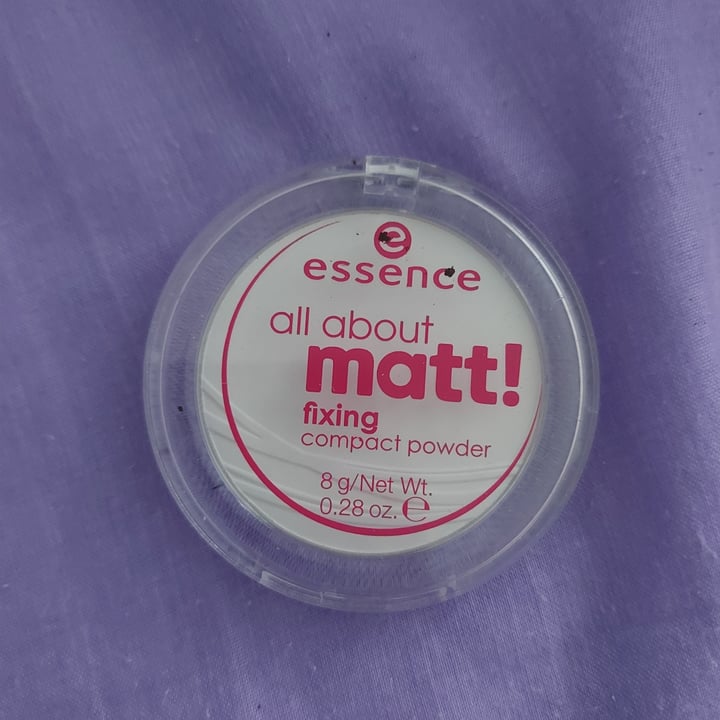 e
essence
all about
matt!
fixing
compact powder
8 g/Net Wt.
0.28 oz. ℮